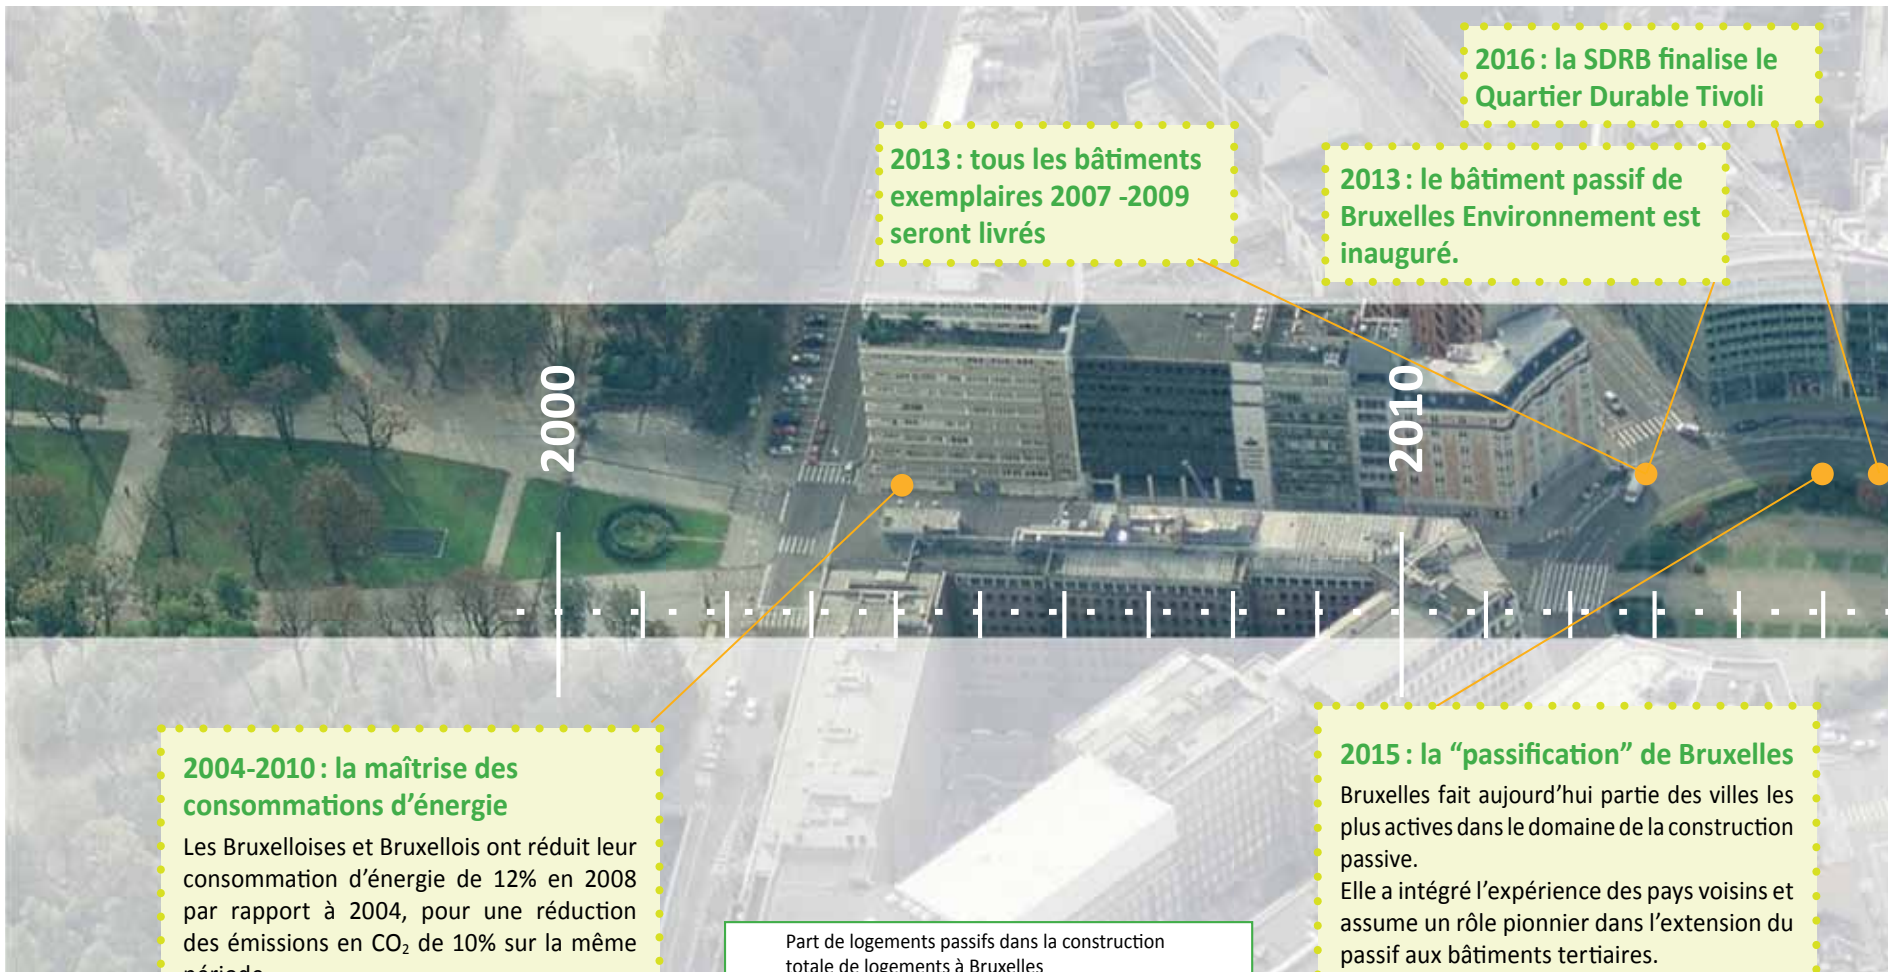 2016 : la SDRB finalise le
Quartier Durable Tivoli
2013 : tous les bâtiments
exemplaires 2007 -2009
seront livrés
2013 : le bâtiment passif de
Bruxelles Environnement est
inauguré.
2000
2010
2004-2010 : la maîtrise des
consommations d’énergie
Les Bruxelloises et Bruxellois ont réduit leur
consommation d’énergie de 12% en 2008
par rapport à 2004, pour une réduction
des émissions en CO₂ de 10% sur la même
période.
Part de logements passifs dans la construction
totale de logements à Bruxelles
2015 : la “passification” de Bruxelles
Bruxelles fait aujourd’hui partie des villes les
plus actives dans le domaine de la construction
passive.
Elle a intégré l’expérience des pays voisins et
assume un rôle pionnier dans l’extension du
passif aux bâtiments tertiaires.